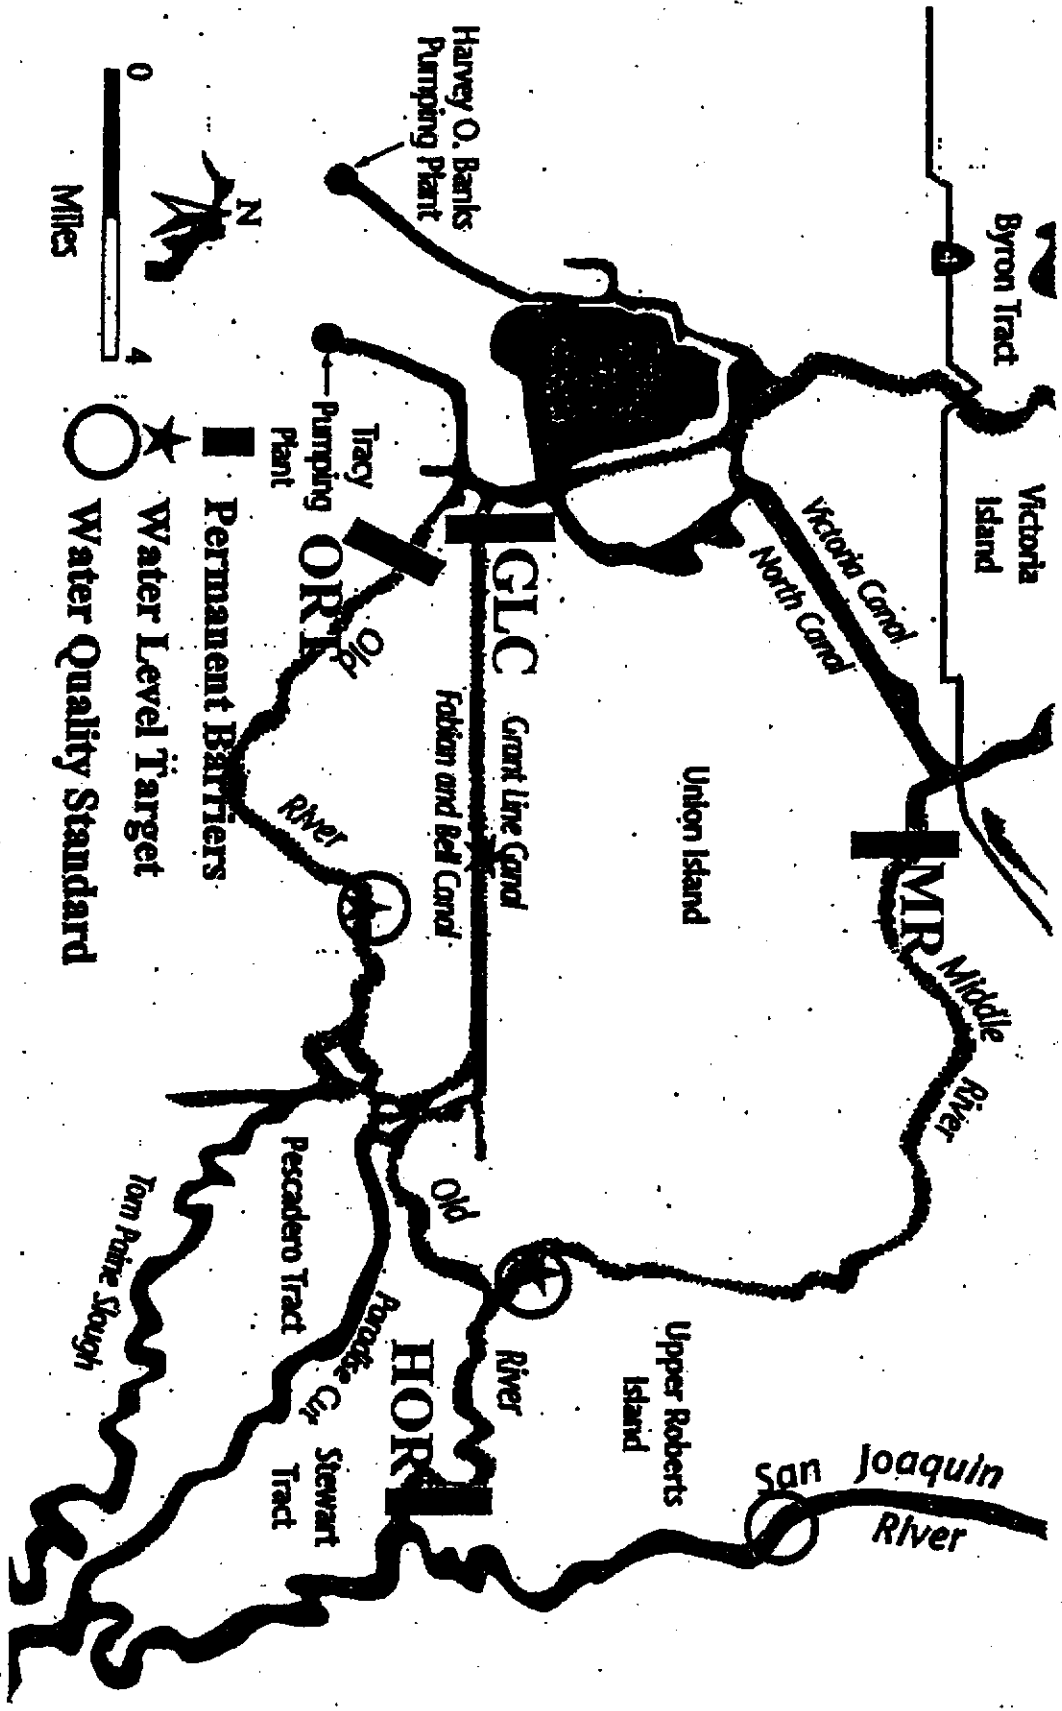 Byron Tract
4
Victoria
Island
Harvey O. Banks
Pumping Plant
Victoria Canal
North Canal
MR
Middle
River
Union Island
GLC
Grant Line Canal
Fabian and Bell Canal
Tracy
Pumping
Plant
ORT
Old
River
Old
River
Upper Roberts
Island
San Joaquin
River
HOR
Paradise Cut
Stewart
Tract
Pescadero Tract
Tom Paine Slough
N
0
4
Miles
Permanent Barriers
Water Level Target
Water Quality Standard